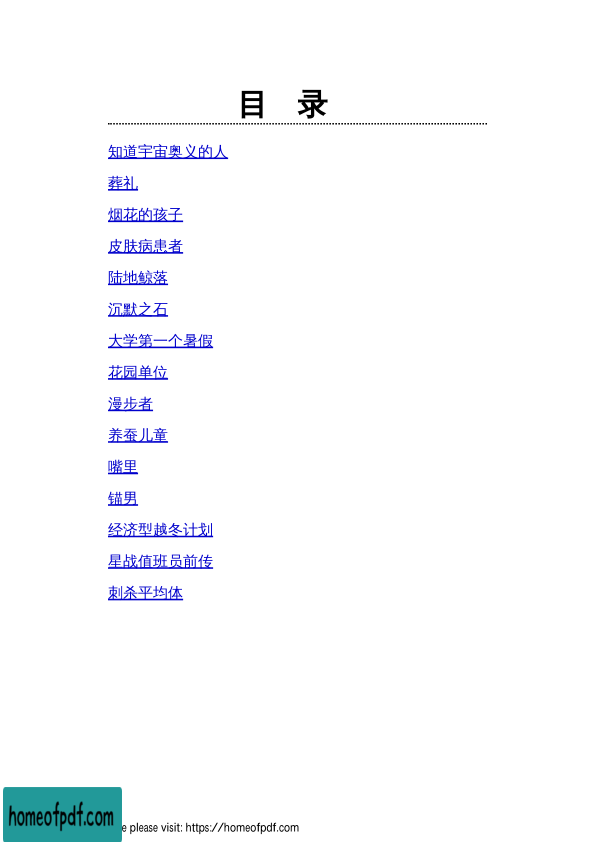 目 录
知道宇宙奥义的人
葬礼
烟花的孩子
皮肤病患者
陆地鲸落
沉默之石
大学第一个暑假
花园单位
漫步者
养蚕儿童
嘴里
锚男
经济型越冬计划
星战值班员前传
刺杀平均体
homeofpdf.com
e please visit: https://homeofpdf.com